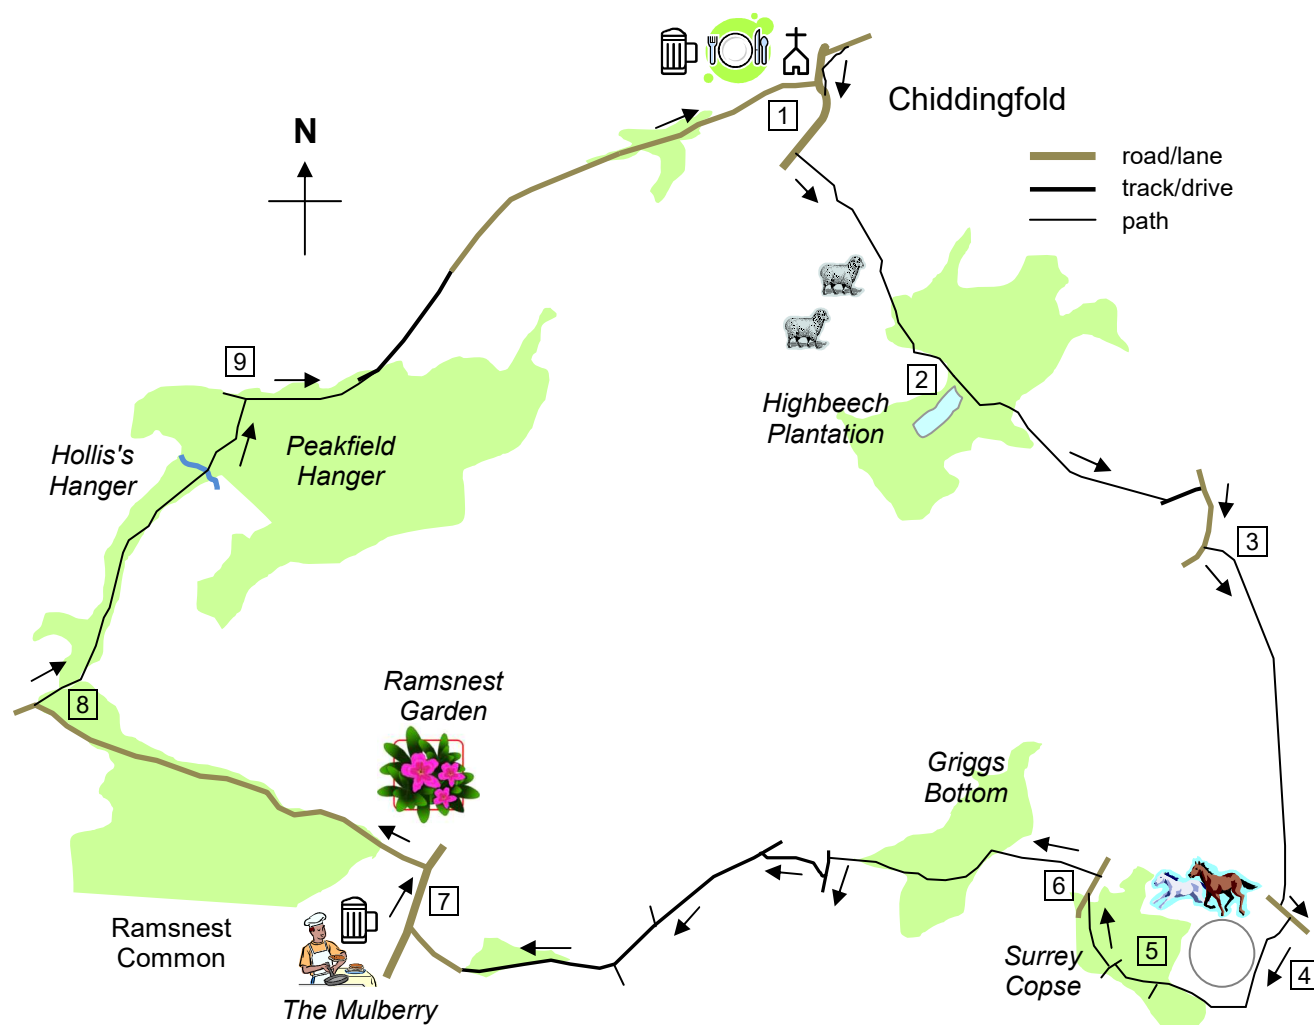 N
1
Chiddingfold
road/lane
track/drive
path
9
2
Highbeech
Plantation
Hollis's
Hanger
Peakfield
Hanger
3
8
Ramsnest
Garden
Griggs
Bottom
7
6
Ramsnest
Common
5
Surrey
Copse
4
The Mulberry